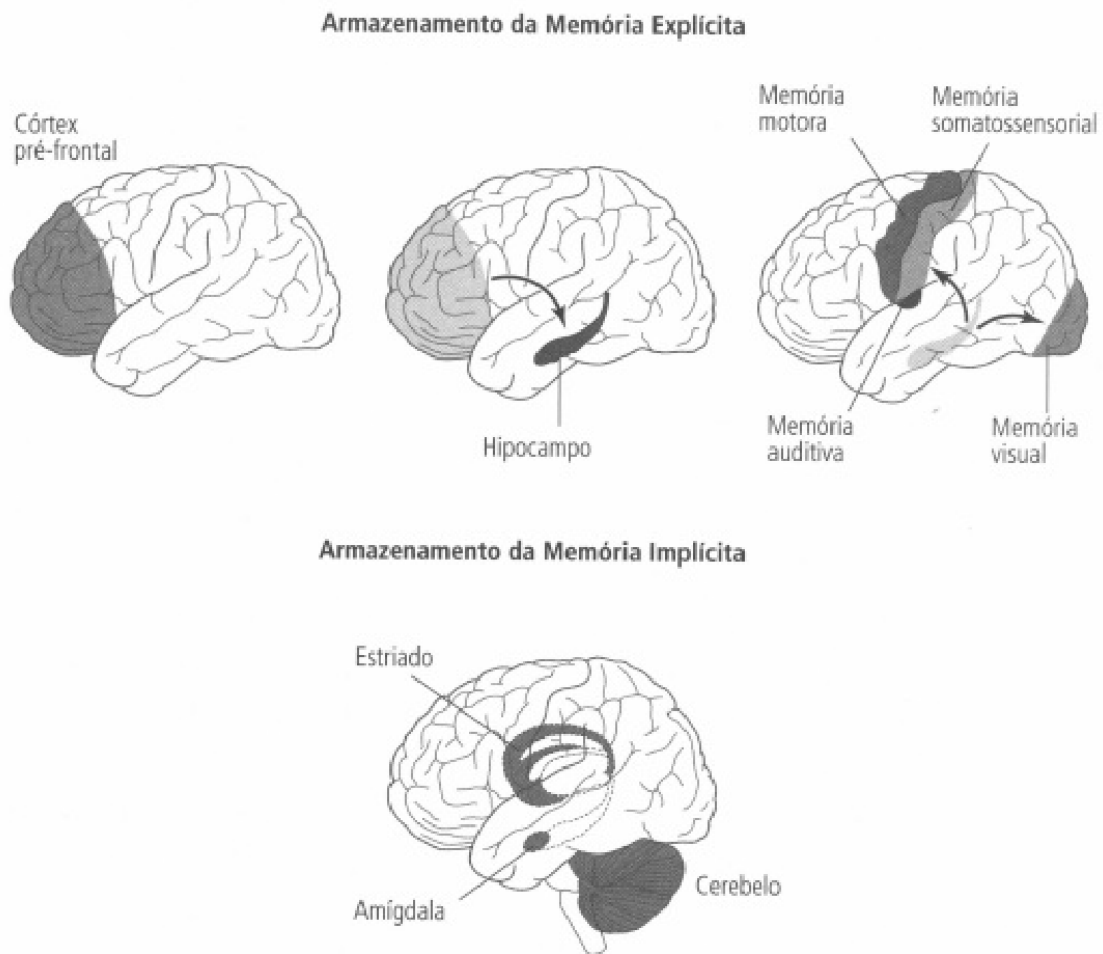 Armazenamento da Memória Explícita
Córtex
pré-frontal
Hipocampo
Memória
motora
Memória
somatossensorial
Memória
auditiva
Memória
visual
Armazenamento da Memória Implícita
Estriado
Amígdala
Cerebelo